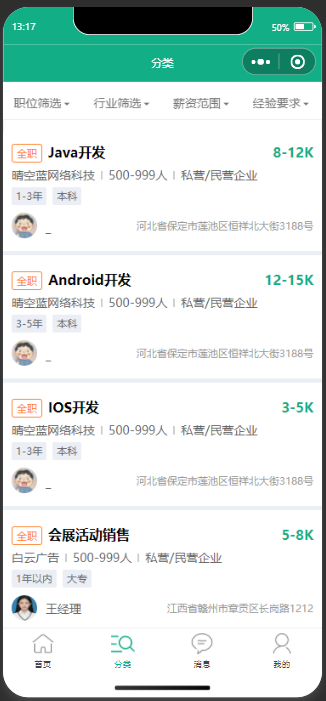 13:17 50%
分类
职位筛选 行业筛选 薪资范围 经验要求
全职 Java开发 8-12K
晴空蓝网络科技 | 500-999人 | 私营/民营企业
1-3年 本科
_ 河北省保定市莲池区恒祥北大街3188号
全职 Android开发 12-15K
晴空蓝网络科技 | 500-999人 | 私营/民营企业
3-5年 本科
_ 河北省保定市莲池区恒祥北大街3188号
全职 IOS开发 3-5K
晴空蓝网络科技 | 500-999人 | 私营/民营企业
1-3年 本科
_ 河北省保定市莲池区恒祥北大街3188号
全职 会展活动销售 5-8K
白云广告 | 500-999人 | 私营/民营企业
1年以内 大专
王经理 江西省赣州市章贡区长岗路1212
首页 分类 消息 我的